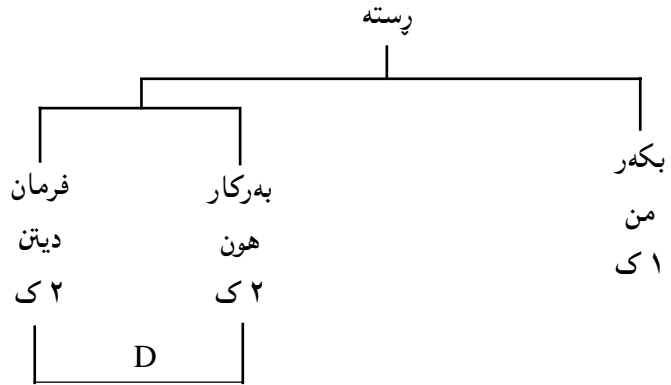 ڕستە
بکەر
من
١ ک
بەرکار
هون
٢ ک
فرمان
دیتن
٢ ک
D